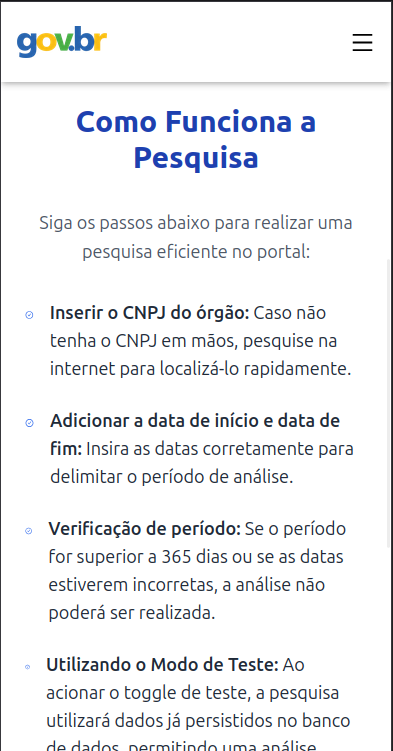 gov.br
Como Funciona a
Pesquisa
Siga os passos abaixo para realizar uma
pesquisa eficiente no portal:
Inserir o CNPJ do órgão: Caso não
tenha o CNPJ em mãos, pesquise na
internet para localizá-lo rapidamente.
Adicionar a data de início e data de
fim: Insira as datas corretamente para
delimitar o período de análise.
Verificação de período: Se o período
for superior a 365 dias ou se as datas
estiverem incorretas, a análise não
poderá ser realizada.
Utilizando o Modo de Teste: Ao
acionar o toggle de teste, a pesquisa
utilizará dados já persistidos no banco
de dados, permitindo uma análise